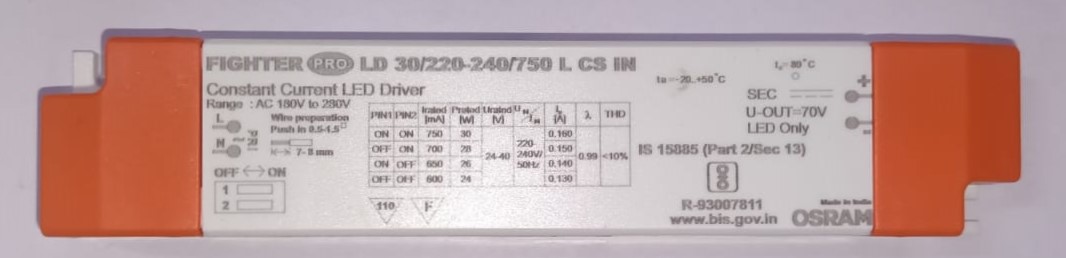 FIGHTER PRO LD 30/220-240/750 L CS IN
Constant Current LED Driver
Range : AC 180V to 280V
L
N
Wire preparation
Push in 0.5-1.5□
7-8 mm
OFF <-> ON
1
2
PIN1 PIN2 Irated [mA] Prated [W] Urated [V] U_N/f_N I_N [A] λ THD
ON ON 750 30 24-40 220-240V/50Hz 0.160 0.99 <10%
OFF ON 700 28 0.150
ON OFF 650 26 0.140
OFF OFF 600 24 0.130
110
F
ta=-20..+50°C
tc=80°C
SEC
+
-
U-OUT=70V
LED Only
IS 15885 (Part 2/Sec 13)
R-93007811
www.bis.gov.in
Made in India
OSRAM